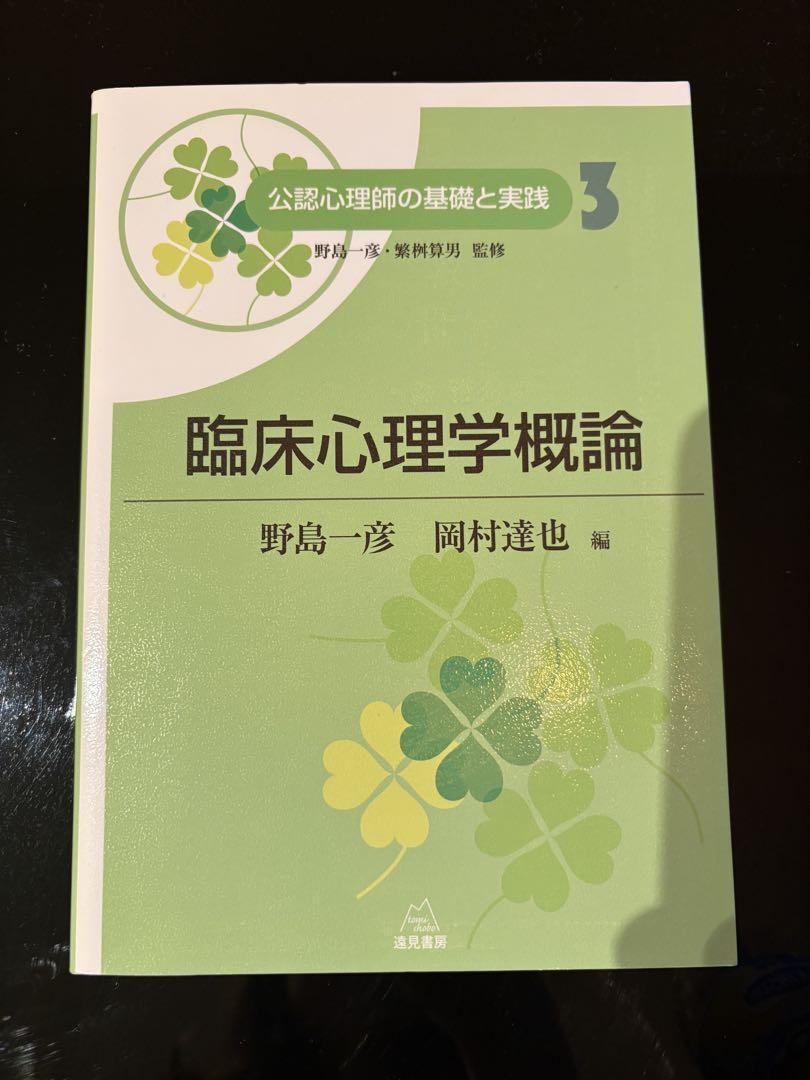 公認心理師の基礎と実践 3
野島一彦・繁桝算男 監修
臨床心理学概論
野島一彦 岡村達也 編
tomi
shobo
遠見書房